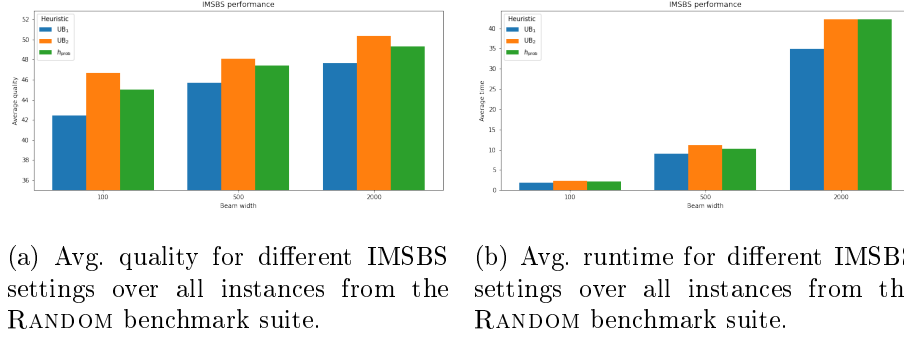 IMSBS performance
Heuristic
UB₁
UB₂
hprob
Average quality
52
50
48
46
44
42
40
38
36
100
500
2000
Beam width
IMSBS performance
Heuristic
UB₁
UB₂
hprob
Average time
40
35
30
25
20
15
10
5
0
100
500
2000
Beam width
(a) Avg. quality for different IMSBS
settings over all instances from the
RANDOM benchmark suite.
(b) Avg. runtime for different IMSBS
settings over all instances from th
RANDOM benchmark suite.